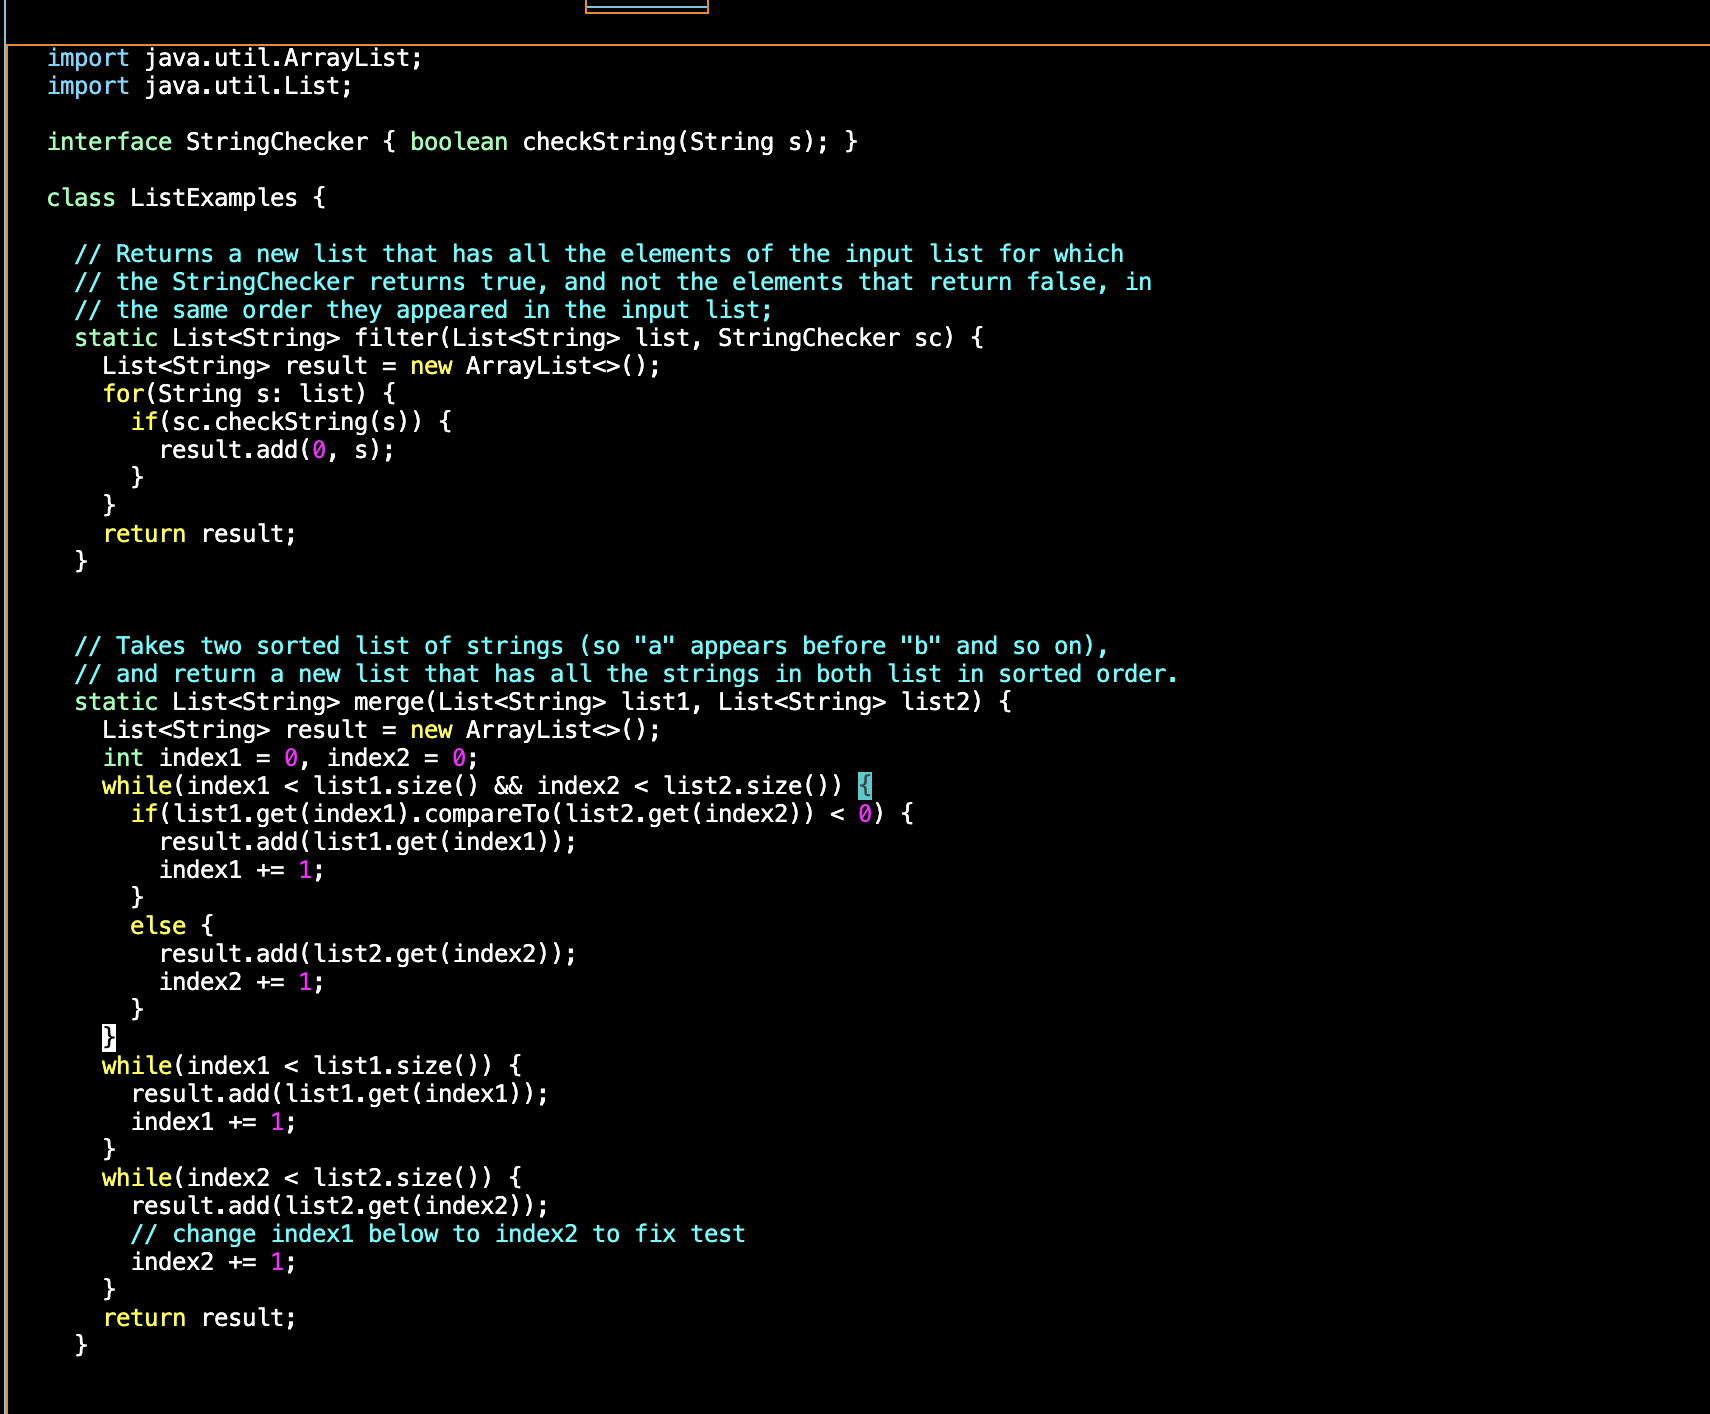 import java.util.ArrayList;
import java.util.List;

interface StringChecker { boolean checkString(String s); }

class ListExamples {

  // Returns a new list that has all the elements of the input list for which
  // the StringChecker returns true, and not the elements that return false, in
  // the same order they appeared in the input list;
  static List<String> filter(List<String> list, StringChecker sc) {
    List<String> result = new ArrayList<>();
    for(String s: list) {
      if(sc.checkString(s)) {
        result.add(0, s);
      }
    }
    return result;
  }


  // Takes two sorted list of strings (so "a" appears before "b" and so on),
  // and return a new list that has all the strings in both list in sorted order.
  static List<String> merge(List<String> list1, List<String> list2) {
    List<String> result = new ArrayList<>();
    int index1 = 0, index2 = 0;
    while(index1 < list1.size() && index2 < list2.size()) {
      if(list1.get(index1).compareTo(list2.get(index2)) < 0) {
        result.add(list1.get(index1));
        index1 += 1;
      }
      else {
        result.add(list2.get(index2));
        index2 += 1;
      }
    }
    while(index1 < list1.size()) {
      result.add(list1.get(index1));
      index1 += 1;
    }
    while(index2 < list2.size()) {
      result.add(list2.get(index2));
      // change index1 below to index2 to fix test
      index2 += 1;
    }
    return result;
  }